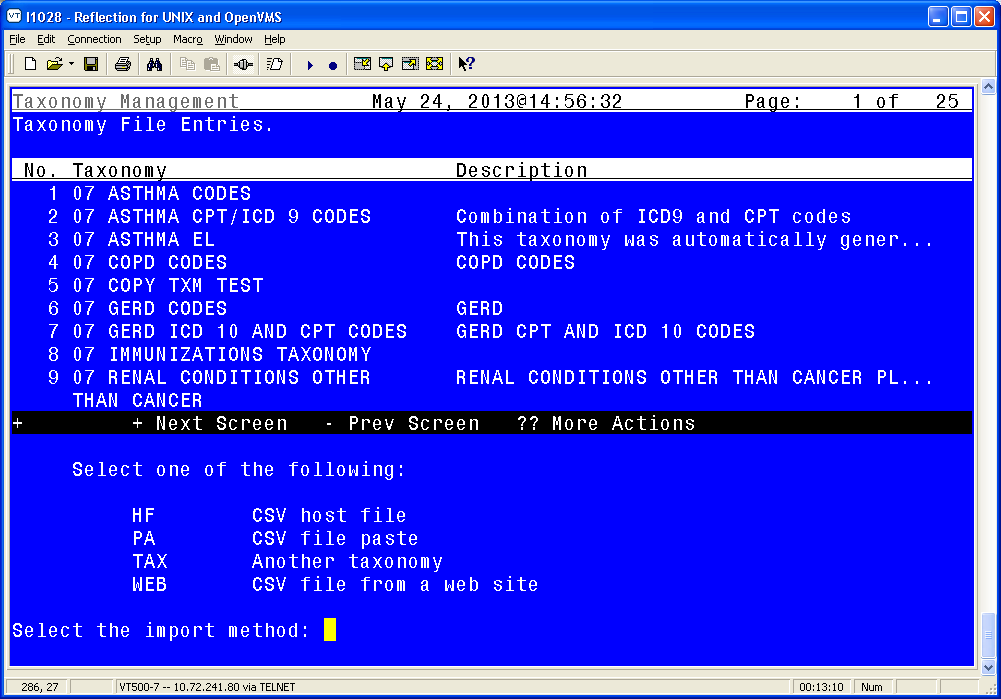 VT I1028 - Reflection for UNIX and OpenVMS
File Edit Connection Setup Macro Window Help
Taxonomy Management May 24, 2013@14:56:32 Page: 1 of 25
Taxonomy File Entries.
No. Taxonomy Description
1 07 ASTHMA CODES
2 07 ASTHMA CPT/ICD 9 CODES Combination of ICD9 and CPT codes
3 07 ASTHMA EL This taxonomy was automatically gener...
4 07 COPD CODES COPD CODES
5 07 COPY TXM TEST
6 07 GERD CODES GERD
7 07 GERD ICD 10 AND CPT CODES GERD CPT AND ICD 10 CODES
8 07 IMMUNIZATIONS TAXONOMY
9 07 RENAL CONDITIONS OTHER RENAL CONDITIONS OTHER THAN CANCER PL...
THAN CANCER
+ + Next Screen - Prev Screen ?? More Actions
Select one of the following:
HF CSV host file
PA CSV file paste
TAX Another taxonomy
WEB CSV file from a web site
Select the import method:
286, 27 VT500-7 -- 10.72.241.80 via TELNET 00:13:10 Num